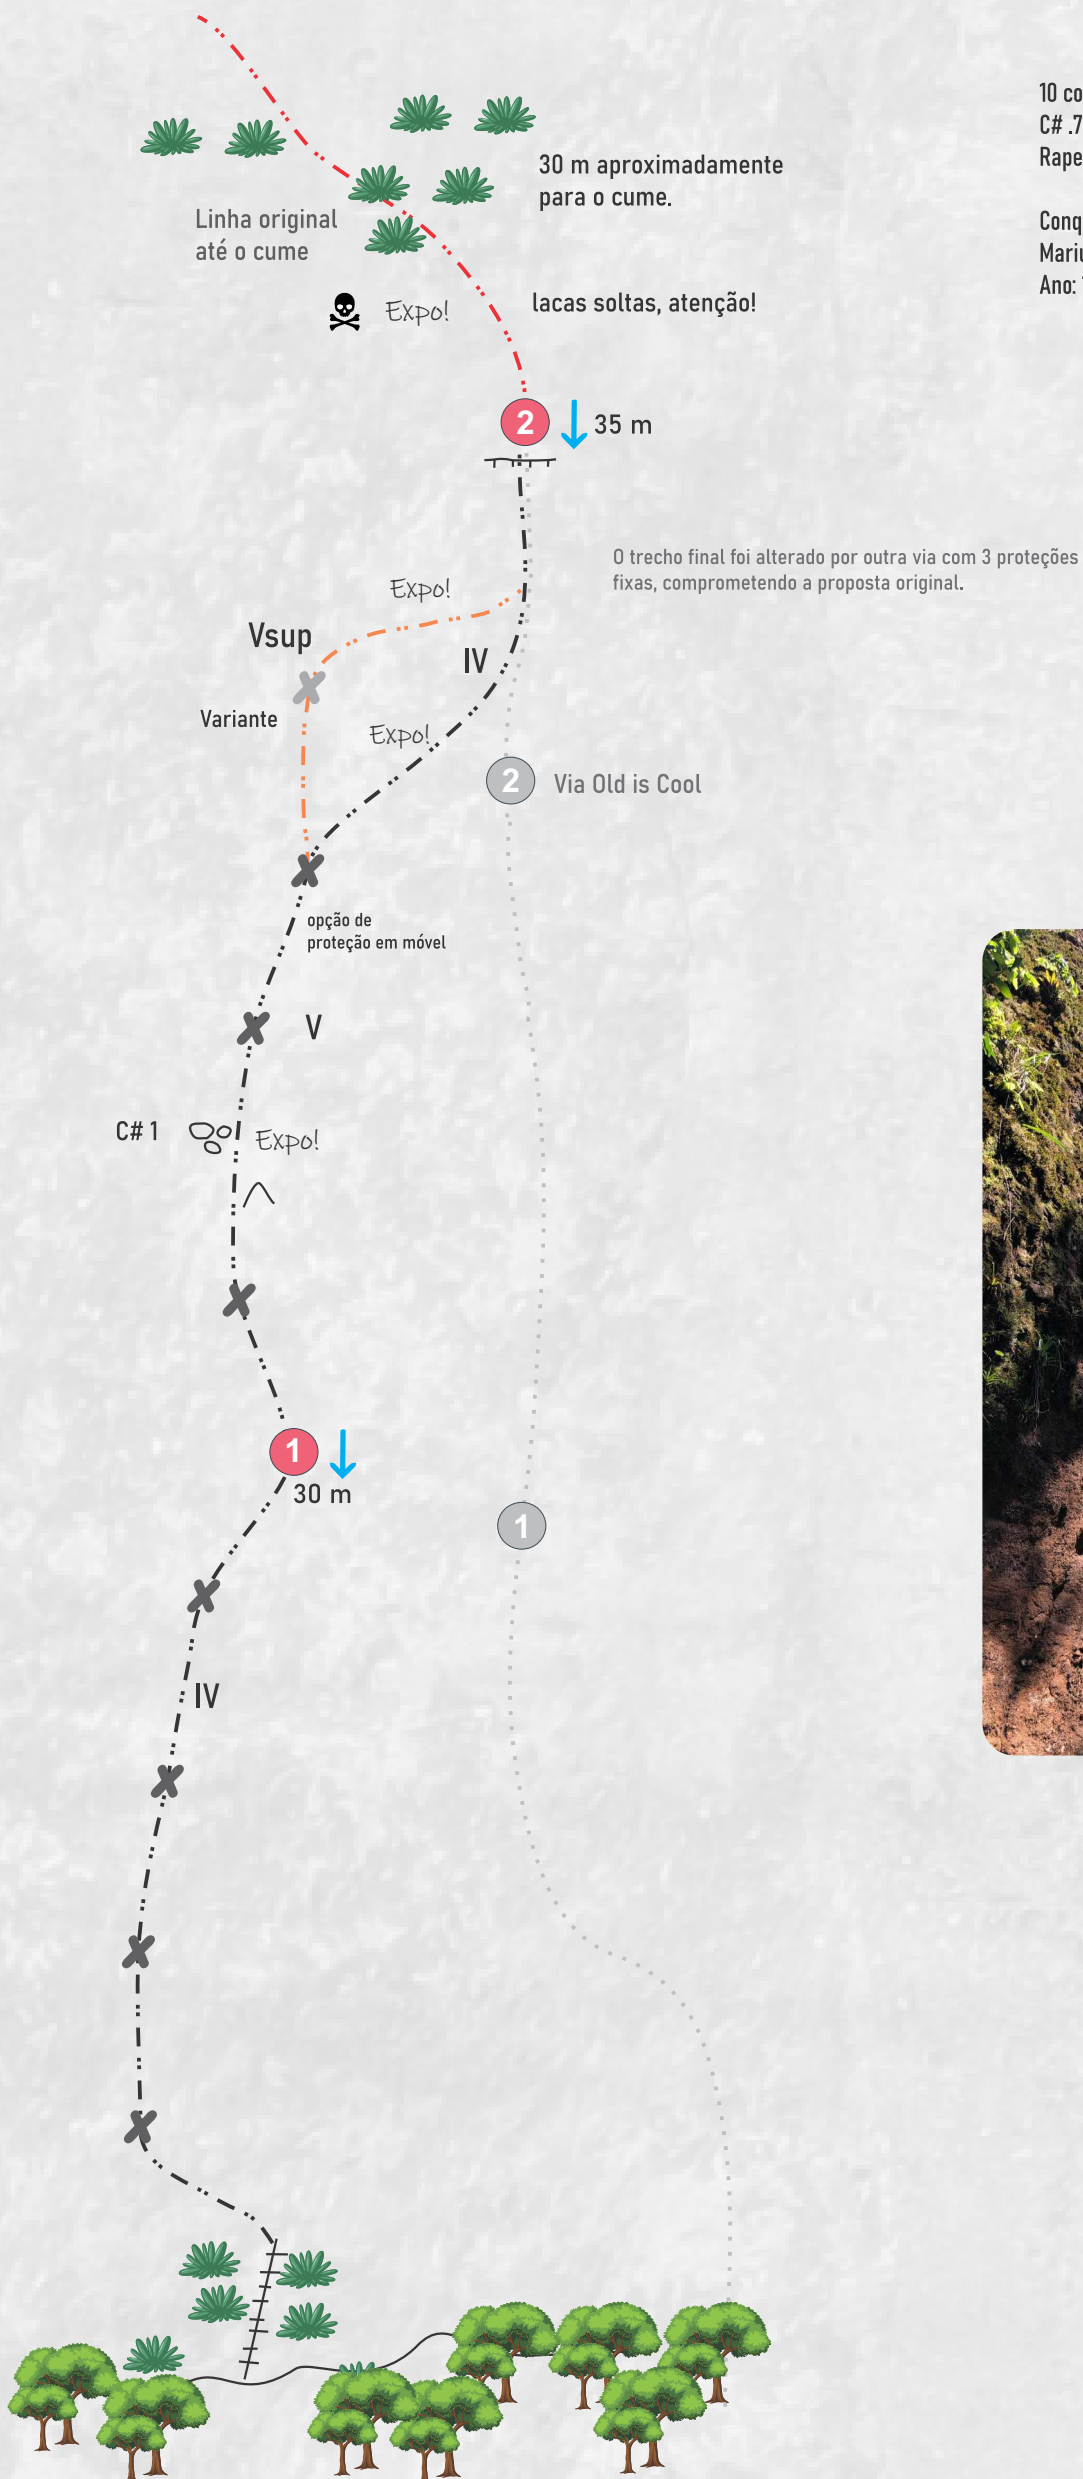 10 co
C# .7
Rape
30 m aproximadamente
para o cume.
Linha original
até o cume
Conq
Mariu
Ano: 1
Expo!
lacas soltas, atenção!
2
35 m
O trecho final foi alterado por outra via com 3 proteções
fixas, comprometendo a proposta original.
Expo!
Vsup
IV
Variante
Expo!
2
Via Old is Cool
opção de
proteção em móvel
V
C# 1
Expo!
1
30 m
1
IV